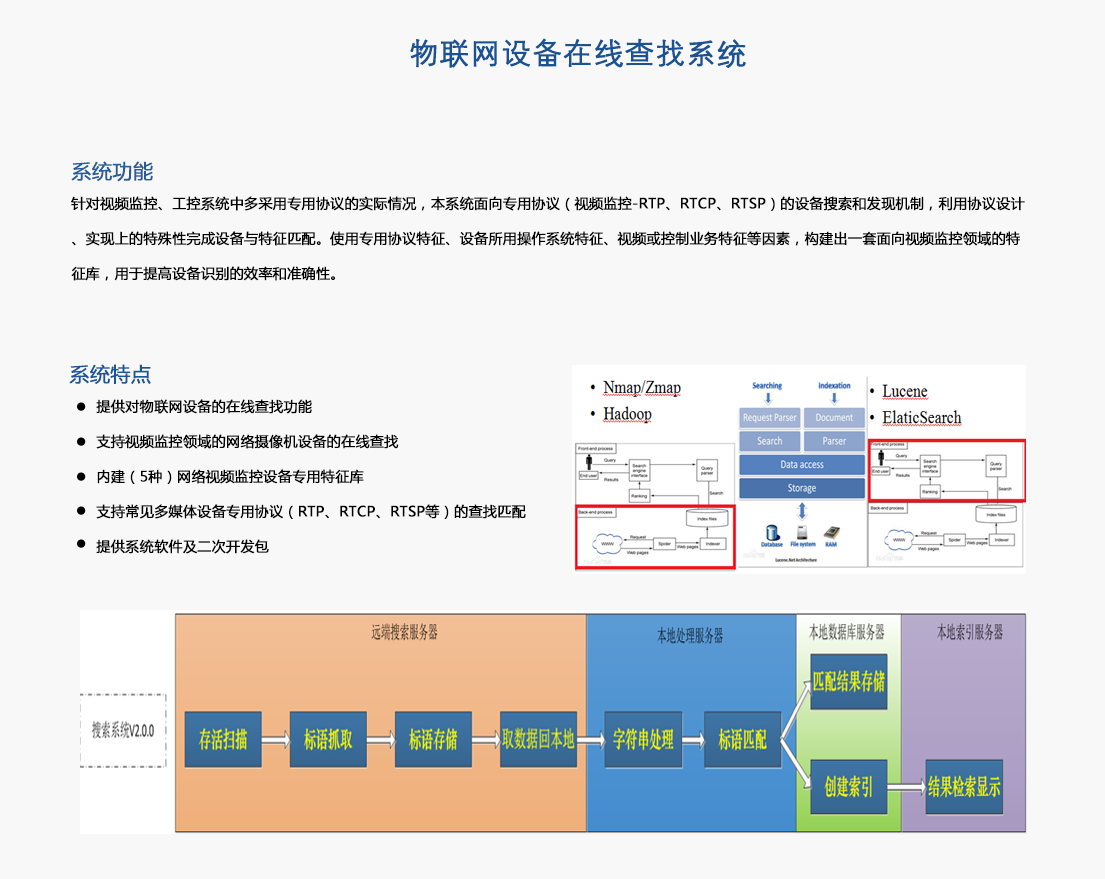 物联网设备在线查找系统
系统功能
针对视频监控、工控系统中多采用专用协议的实际情况，本系统面向专用协议（视频监控-RTP、RTCP、RTSP）的设备搜索和发现机制，利用协议设计
、实现上的特殊性完成设备与特征匹配。使用专用协议特征、设备所用操作系统特征、视频或控制业务特征等因素，构建出一套面向视频监控领域的特
征库，用于提高设备识别的效率和准确性。
系统特点
● 提供对物联网设备的在线查找功能
● 支持视频监控领域的网络摄像机设备的在线查找
● 内建（5种）网络视频监控设备专用特征库
● 支持常见多媒体设备专用协议（RTP、RTCP、RTSP等）的查找匹配
● 提供系统软件及二次开发包
• Nmap/Zmap
• Hadoop
Front-end process
Query
End user
Results
Search engine interface
Query parser
Search
Ranking
Back-end process
Index files
WWW
Request
Web pages
Spider
Web pages
Indexer
Searching
Indexation
Request Parser
Document
Search
Parser
Data access
Storage
Database
File system
RAM
Lucene.Net Architecture
• Lucene
• ElaticSearch
Front-end process
Query
End user
Results
Search engine interface
Query parser
Search
Ranking
Back-end process
Index files
WWW
Request
Web pages
Spider
Web pages
Indexer
搜索系统V2.0.0
远端搜索服务器
存活扫描
标语抓取
标语存储
取数据回本地
本地处理服务器
字符串处理
标语匹配
本地数据库服务器
匹配结果存储
创建索引
本地索引服务器
结果检索显示